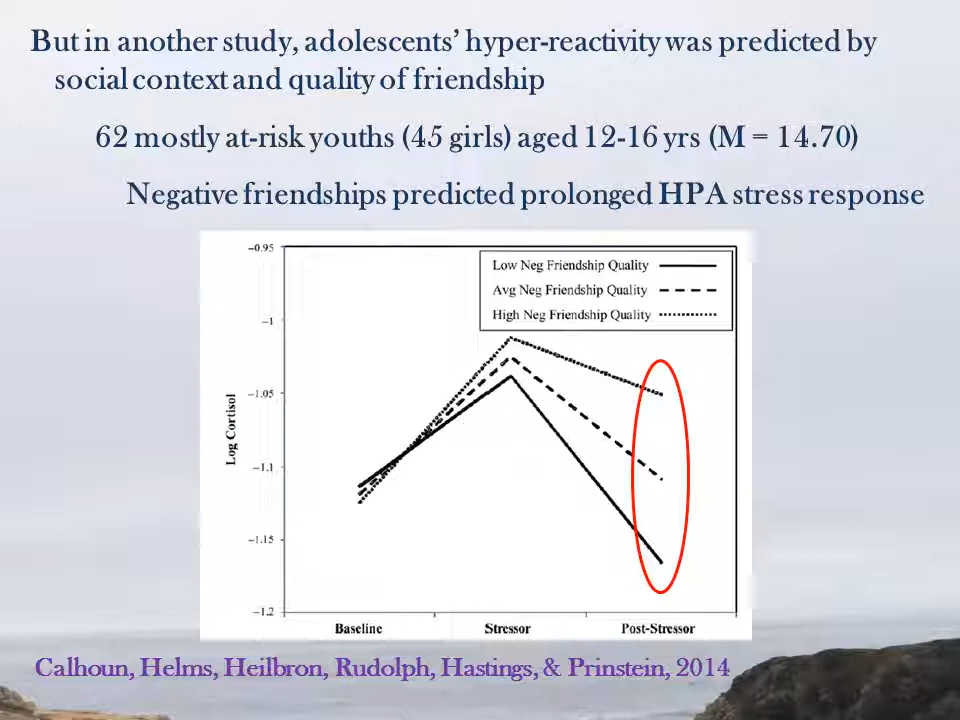 But in another study, adolescents’ hyper-reactivity was predicted by
social context and quality of friendship
62 mostly at-risk youths (45 girls) aged 12-16 yrs (M = 14.70)
Negative friendships predicted prolonged HPA stress response
−0.95
−1
−1.05
−1.1
−1.15
−1.2
Log Cortisol
Low Neg Friendship Quality
Avg Neg Friendship Quality
High Neg Friendship Quality
Baseline
Stressor
Post-Stressor
Calhoun, Helms, Heilbron, Rudolph, Hastings, & Prinstein, 2014